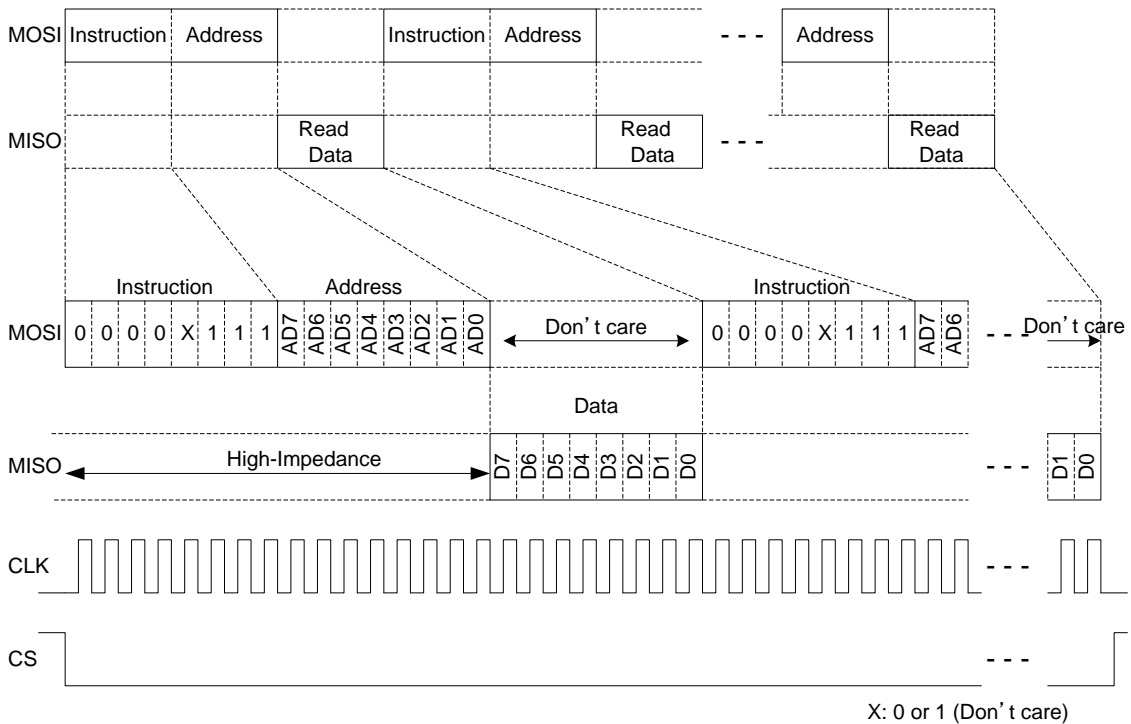 MOSI Instruction Address Instruction Address - - - Address
MISO Read Data Read Data - - - Read Data
Instruction Address Instruction
MOSI 0 0 0 0 X 1 1 1 AD7 AD6 AD5 AD4 AD3 AD2 AD1 AD0 Don't care 0 0 0 0 X 1 1 1 AD7 AD6 - - - Don't care
Data
MISO High-Impedance D7 D6 D5 D4 D3 D2 D1 D0 - - - D1 D0
CLK - - -
CS - - -
X: 0 or 1 (Don't care)